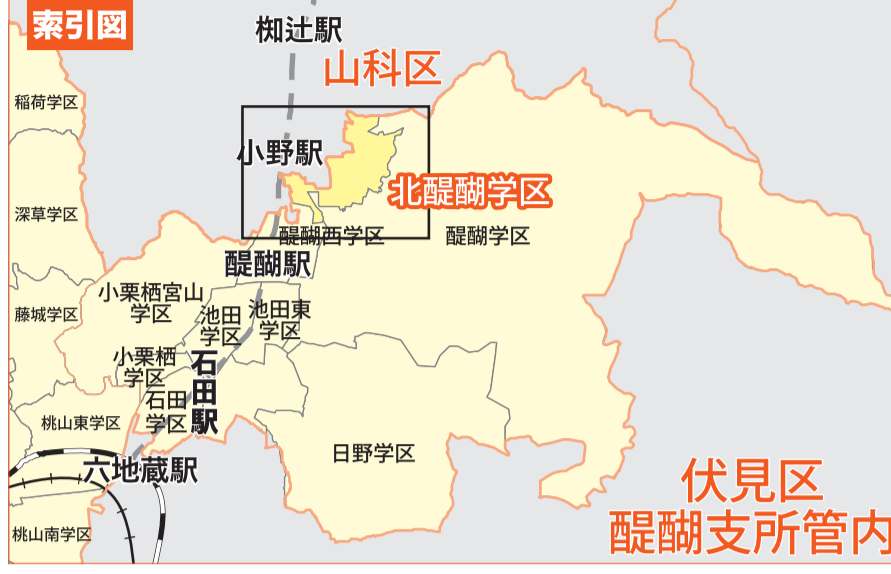 索引図
椥辻駅
山科区
稲荷学区
小野駅
北醍醐学区
深草学区
醍醐西学区
醍醐学区
醍醐駅
小栗栖宮山
学区
池田
学区
池田東
学区
藤城学区
小栗栖
学区
石田駅
石田
学区
桃山東学区
日野学区
六地蔵駅
伏見区
醍醐支所管内
桃山南学区